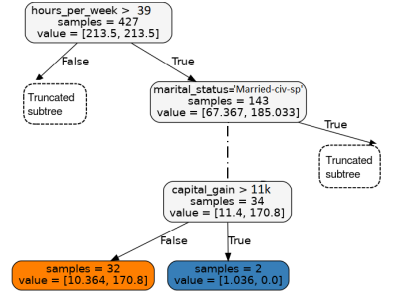 hours_per_week > 39
samples = 427
value = [213.5, 213.5]
False
True
Truncated
subtree
marital_status='Married-civ-sp'
samples = 143
value = [67.367, 185.033]
True
Truncated
subtree
capital_gain > 11k
samples = 34
value = [11.4, 170.8]
False
True
samples = 32
value = [10.364, 170.8]
samples = 2
value = [1.036, 0.0]